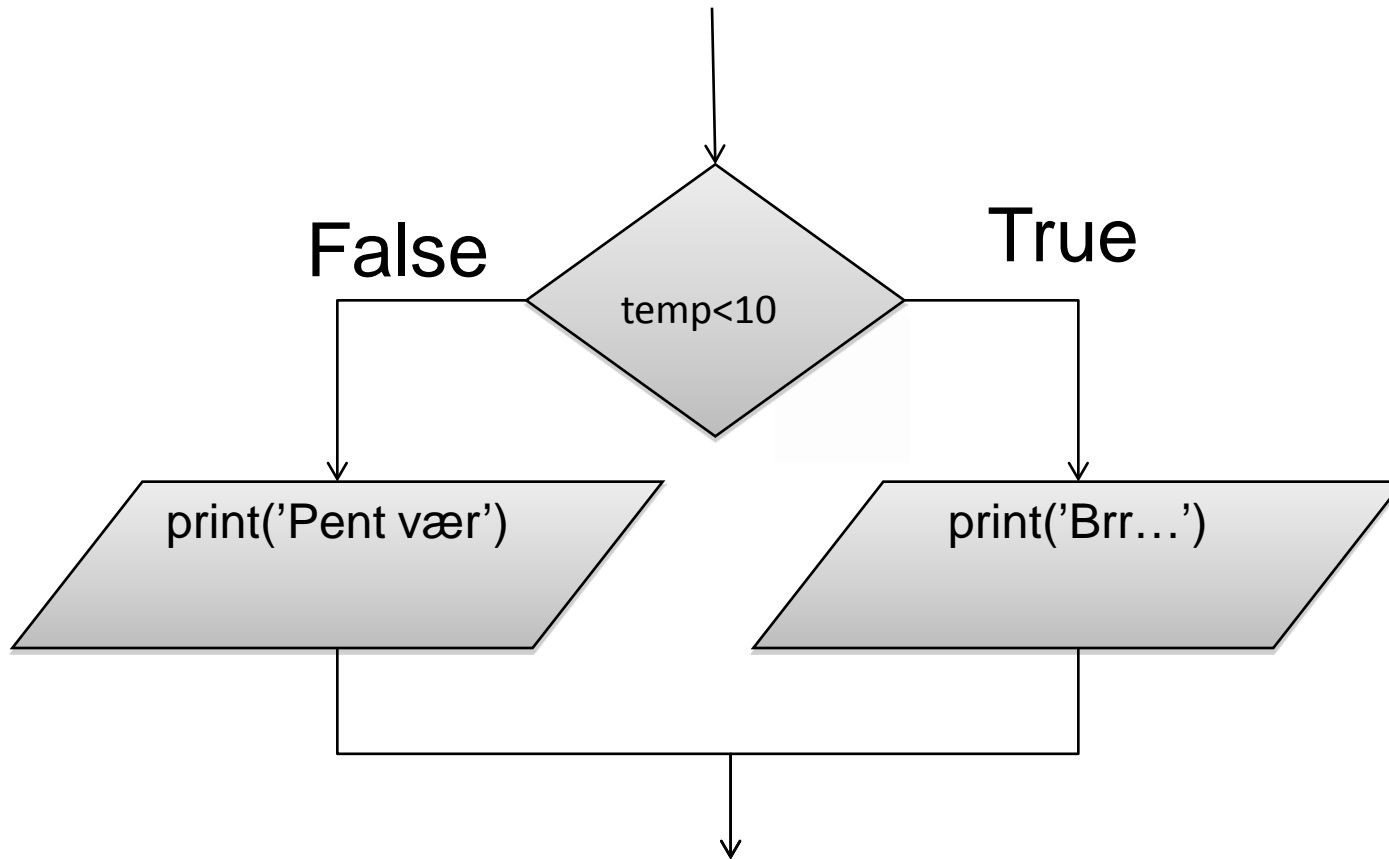 False
True
temp<10
print(’Pent vær’)
print(’Brr…’)